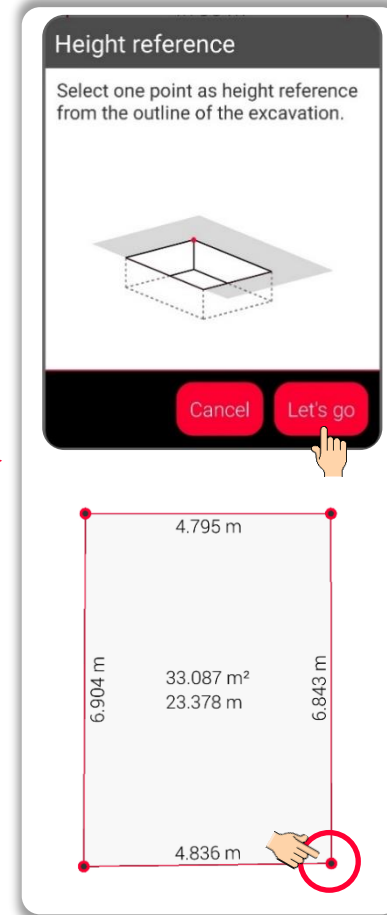 Height reference
Select one point as height reference
from the outline of the excavation.
Cancel
Let's go
4.795 m
6.904 m
33.087 m²
23.378 m
6.843 m
4.836 m